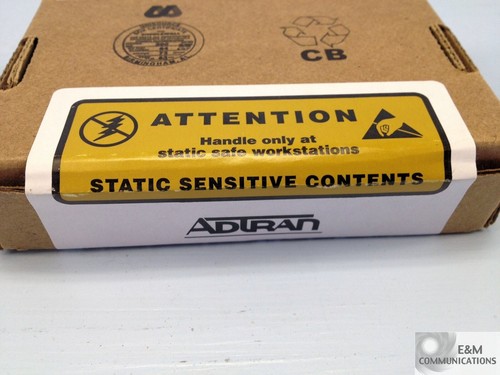 CB
ATTENTION
Handle only at
static safe workstations
STATIC SENSITIVE CONTENTS
ADTRAN
E&M
COMMUNICATIONS